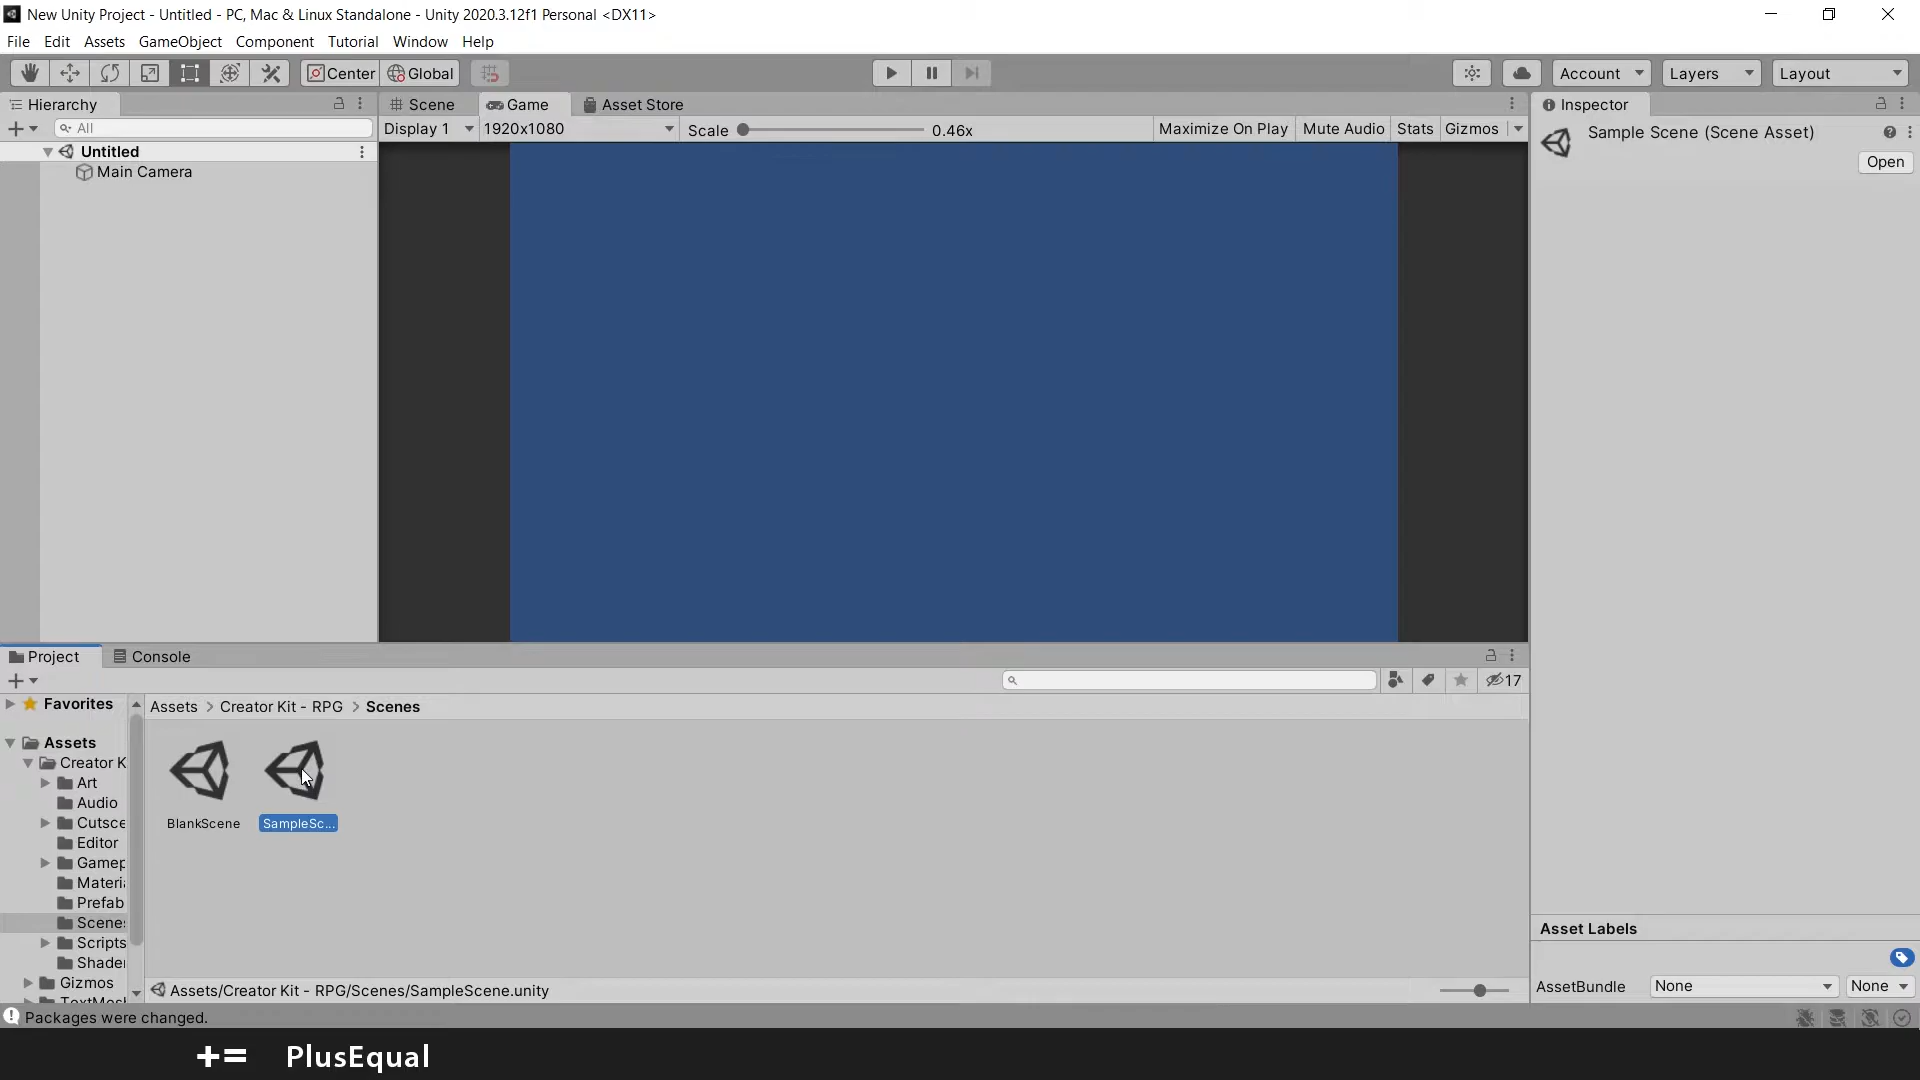 New Unity Project - Untitled - PC, Mac & Linux Standalone - Unity 2020.3.12f1 Personal <DX11>
File Edit Assets GameObject Component Tutorial Window Help
Center Global Account Layers Layout
Hierarchy
Scene Game Asset Store
Inspector
All
Display 1 1920x1080 Scale 0.46x Maximize On Play Mute Audio Stats Gizmos
Sample Scene (Scene Asset)
Open
Untitled
Main Camera
Project Console
17
Favorites
Assets > Creator Kit - RPG > Scenes
Assets
Creator K
Art
Audio
Cutsce
Editor
Gamep
Materi
Prefab
Scene
Scripts
Shade
Gizmos
BlankScene
SampleSc...
Assets/Creator Kit - RPG/Scenes/SampleScene.unity
Asset Labels
AssetBundle None None
Packages were changed.
+= PlusEqual